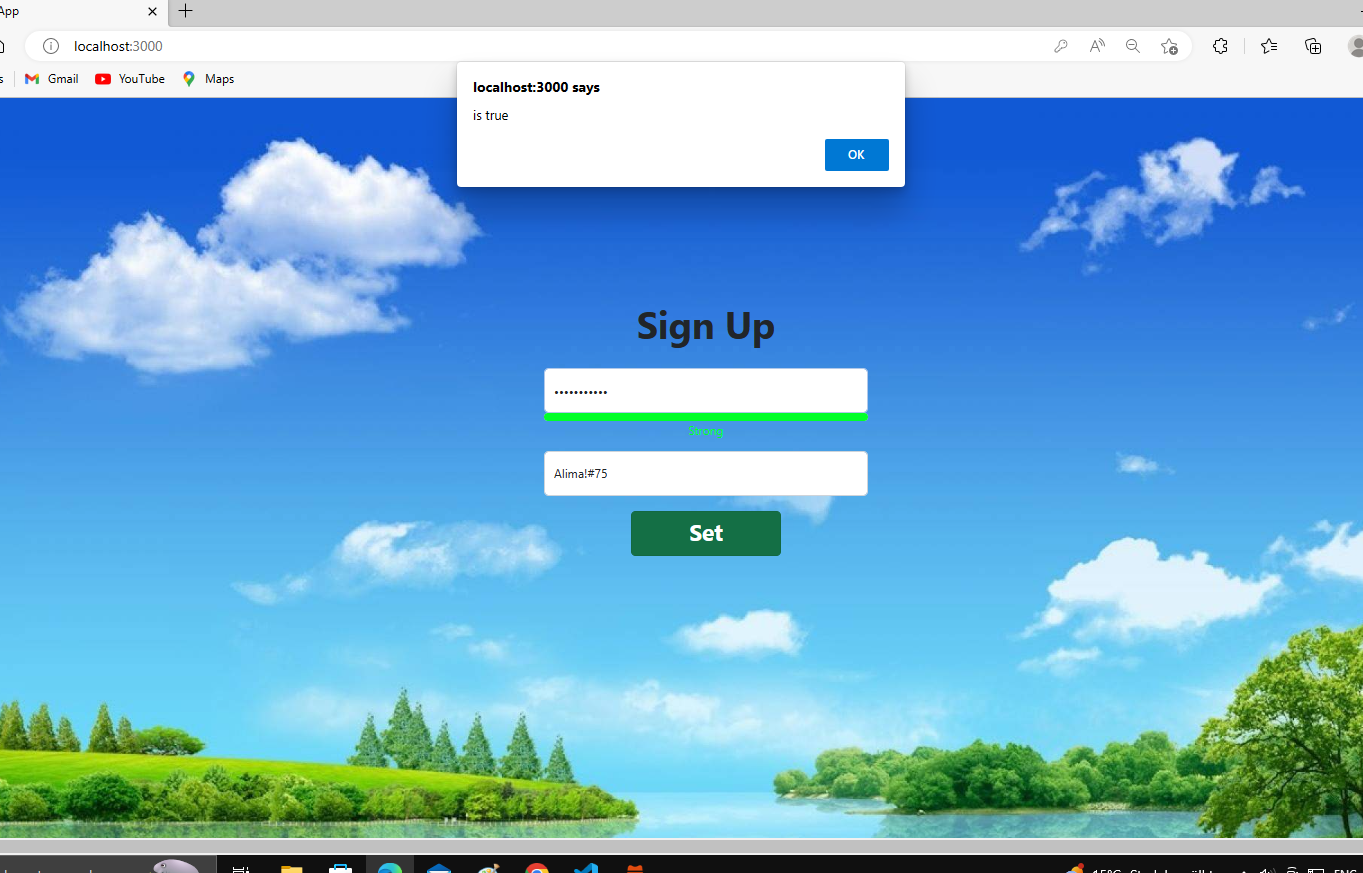 App
localhost:3000
Gmail YouTube Maps
localhost:3000 says
is true
OK
Sign Up
•••••••••••
Strong
Alima!#75
Set